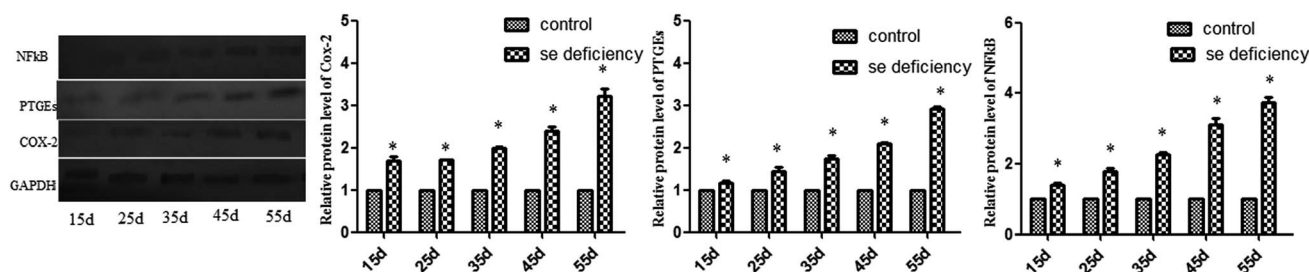 NFkB
PTGEs
COX-2
GAPDH
15d 25d 35d 45d 55d
Relative protein level of Cox-2
5
4
3
2
1
0
control
se deficiency
* * * * *
15d 25d 35d 45d 55d
Relative protein level of PTGEs
5
4
3
2
1
0
control
se deficiency
* * * * *
15d 25d 35d 45d 55d
Relative protein level of NFkB
6
4
2
0
control
se deficiency
* * * * *
15d 25d 35d 45d 55d